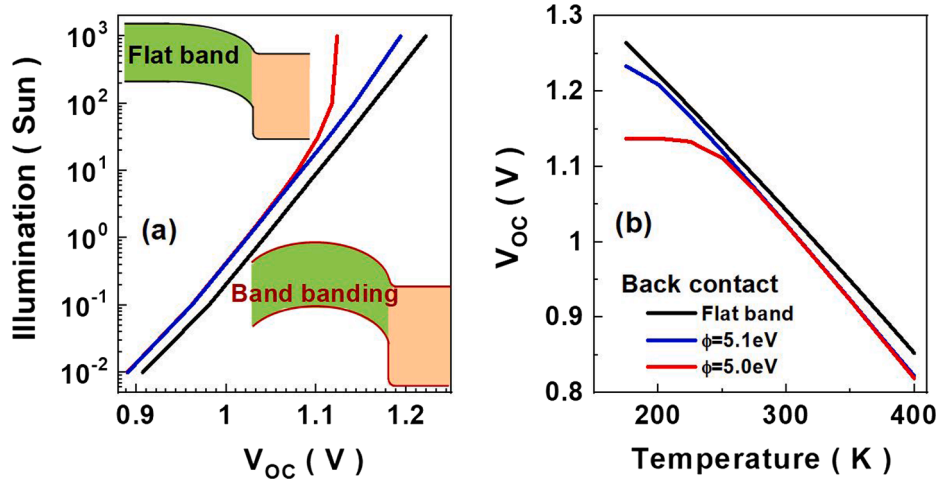 Illumination ( Sun )
10³
10²
10¹
10⁰
10⁻¹
10⁻²
Flat band
(a)
Band banding
0.9 1 1.1 1.2
V_OC ( V )
V_OC ( V )
1.3
1.2
1.1
1
0.9
0.8
(b)
Back contact
Flat band
ϕ=5.1eV
ϕ=5.0eV
200 300 400
Temperature ( K )